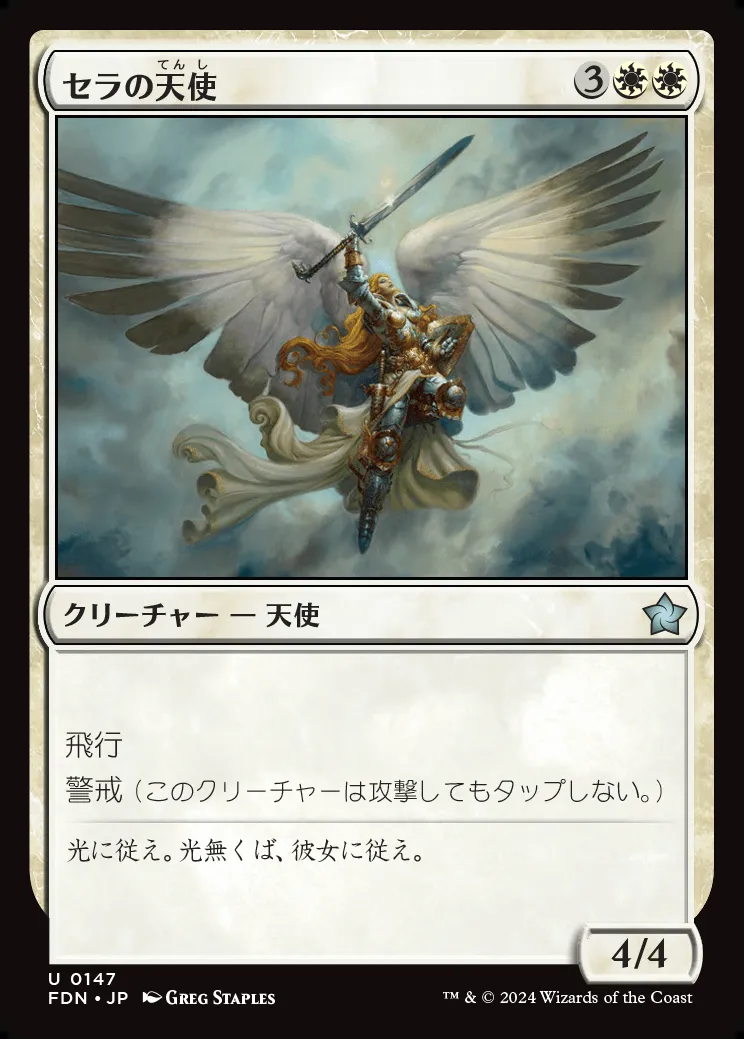 セラの天使
てんし
3
クリーチャー — 天使
飛行
警戒（このクリーチャーは攻撃してもタップしない。）
光に従え。光無くば、彼女に従え。
4/4
U 0147
FDN • JP Greg Staples
™ & © 2024 Wizards of the Coast